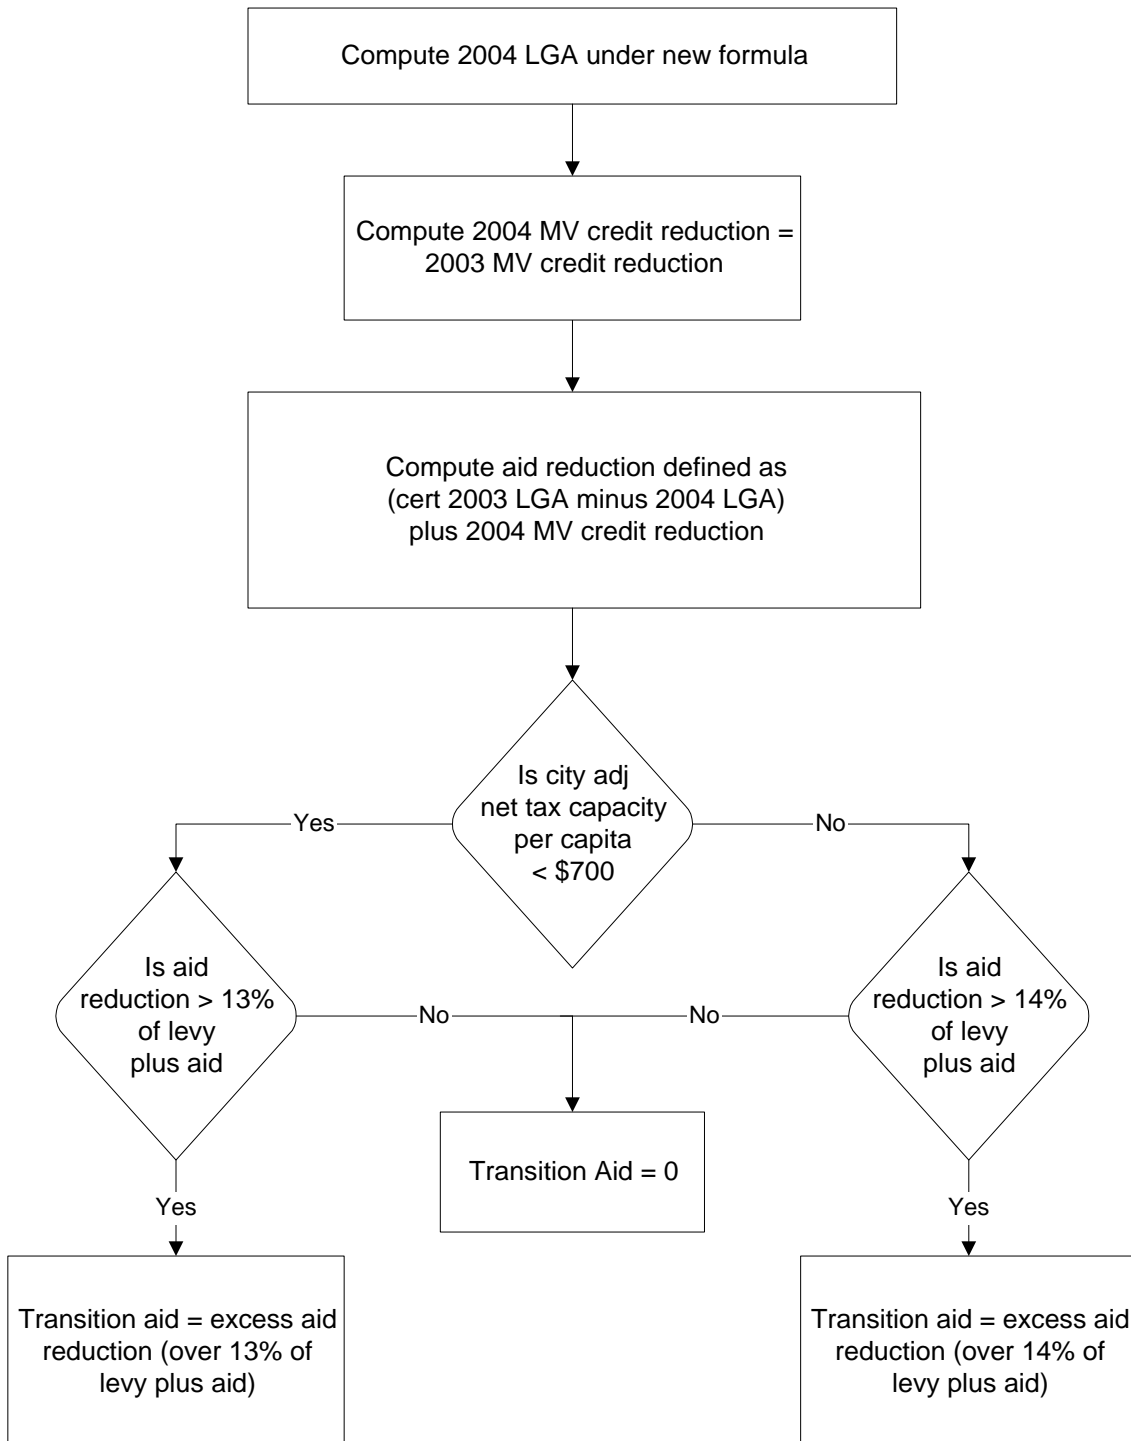 Compute 2004 LGA under new formula
Compute 2004 MV credit reduction =
2003 MV credit reduction
Compute aid reduction defined as
(cert 2003 LGA minus 2004 LGA)
plus 2004 MV credit reduction
Is city adj
net tax capacity
per capita
< $700
Yes
No
Is aid
reduction > 13%
of levy
plus aid
Is aid
reduction > 14%
of levy
plus aid
No
No
Transition Aid = 0
Yes
Yes
Transition aid = excess aid
reduction (over 13% of
levy plus aid)
Transition aid = excess aid
reduction (over 14% of
levy plus aid)